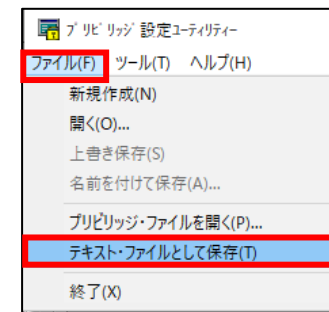 ﾌﾟﾘﾋﾞﾘｯｼﾞ 設定ﾕｰﾃｨﾘﾃｨｰ
ファイル(F) ツール(T) ヘルプ(H)
新規作成(N)
開く(O)...
上書き保存(S)
名前を付けて保存(A)...
プリビリッジ・ファイルを開く(P)...
テキスト・ファイルとして保存(T)
終了(X)